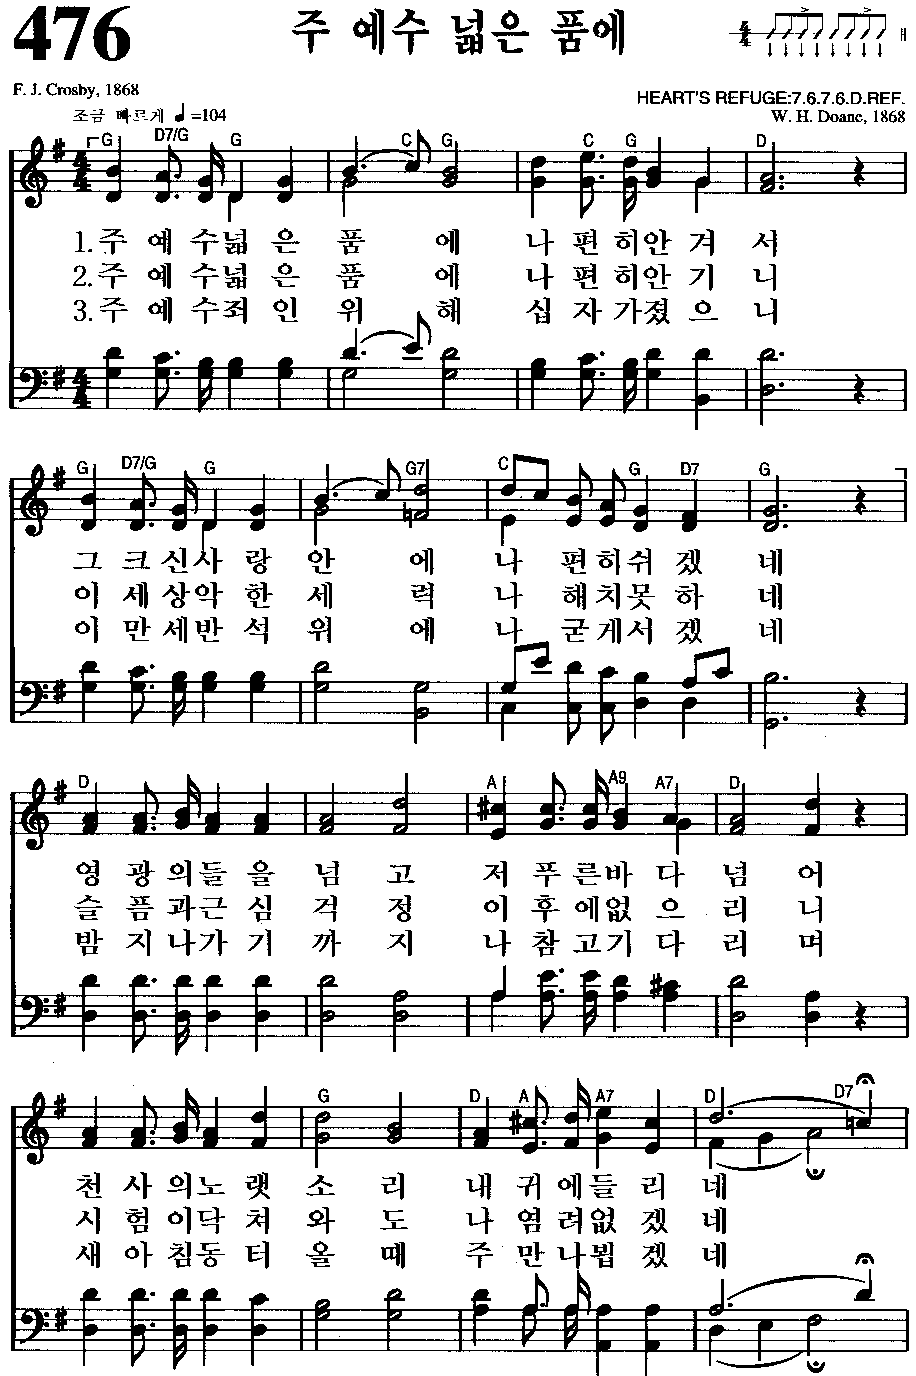 476 주 예수 넓은 품에
F. J. Crosby, 1868
HEART'S REFUGE:7.6.7.6.D.REF.
조금 빠르게 ♩=104
W. H. Doane, 1868
G D7/G G C G C G D
1.주 예 수넓 은 품 에 나 편 히안 겨 서
2.주 예 수넓 은 품 에 나 편 히안 기 니
3.주 예 수죄 인 위 해 십 자 가졌 으 니
G D7/G G G7 C G D7 G
그 크 신사 랑 안 에 나 편 히쉬 겠 네
이 세 상악 한 세 력 나 해 치못 하 네
이 만 세반 석 위 에 나 굳 게서 겠 네
D A A9 A7 D
영 광 의들 을 넘 고 저 푸 른바 다 넘 어
슬 픔 과근 심 걱 정 이 후 에없 으 리 니
밤 지 나가 기 까 지 나 참 고기 다 리 며
G D A A7 D D7
천 사 의노 랫 소 리 내 귀 에들 리 네
시 험 이닥 쳐 와 도 나 염 려없 겠 네
새 아 침동 터 올 때 주 만 나뵙 겠 네